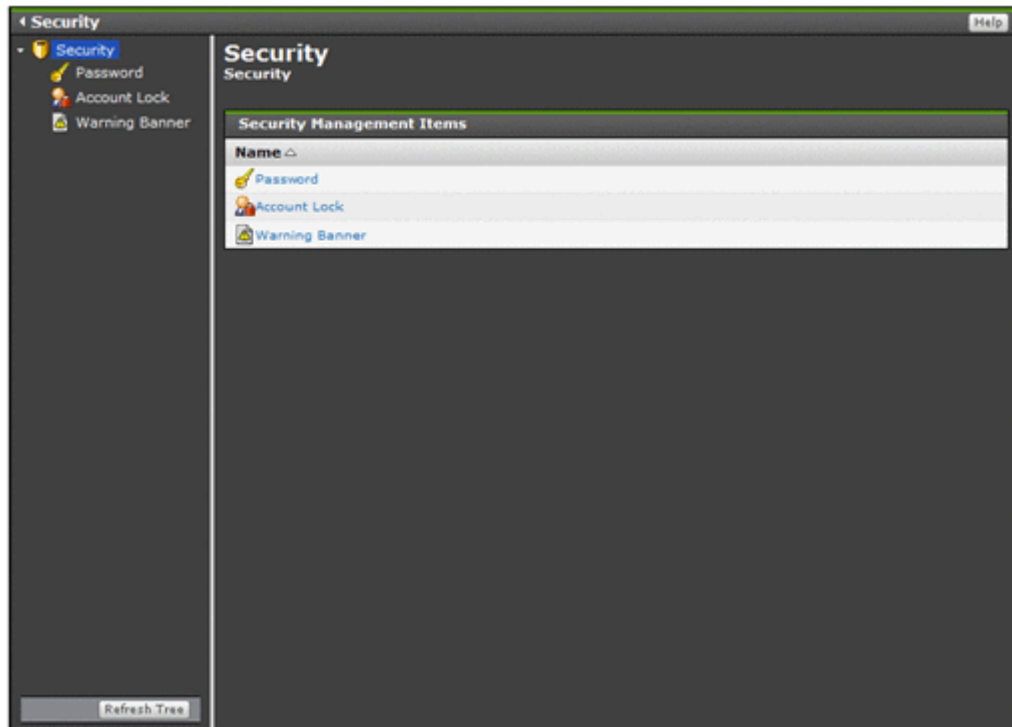 Security
Help
Security
Password
Account Lock
Warning Banner
Security
Security
Security Management Items
Name
Password
Account Lock
Warning Banner
Refresh Tree